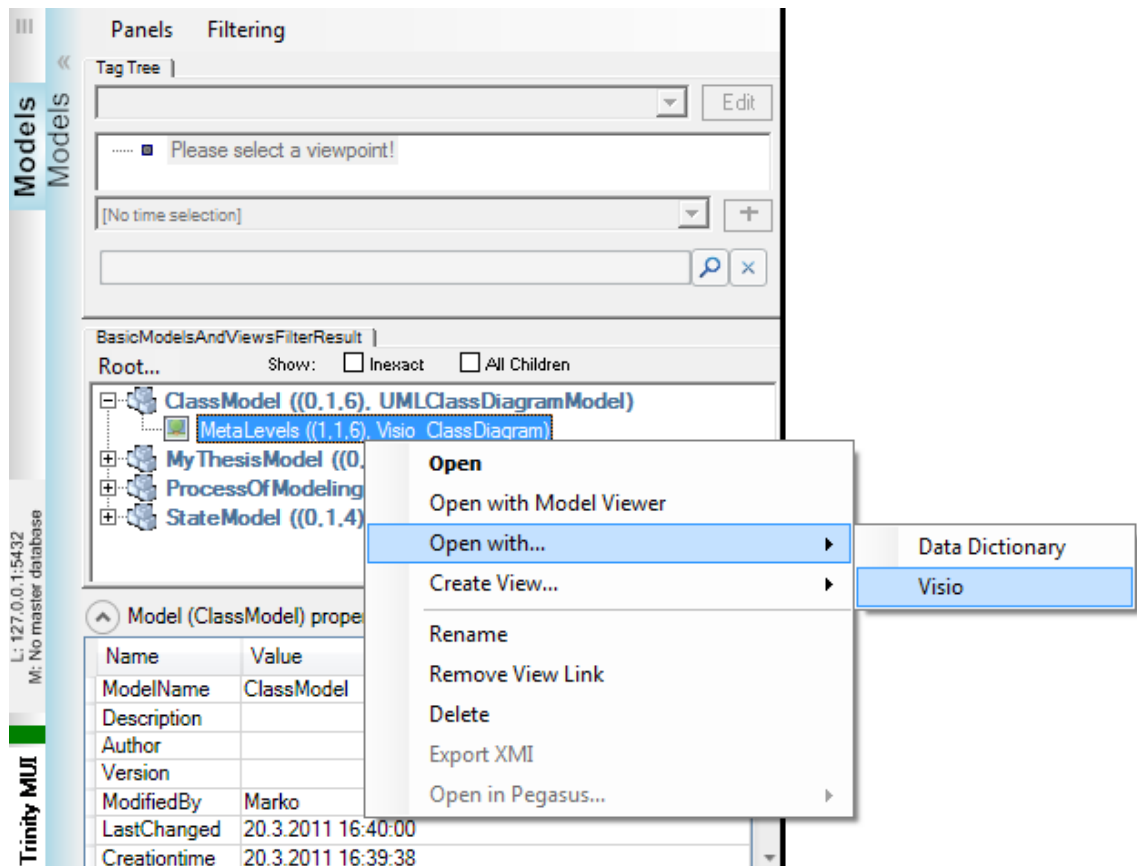 Panels Filtering
Tag Tree
Edit
Please select a viewpoint!
[No time selection]
BasicModelsAndViewsFilterResult
Root... Show: Inexact All Children
ClassModel ((0,1,6), UMLClassDiagramModel)
MetaLevels ((1,1,6), Visio_ClassDiagram)
MyThesisModel ((0,
ProcessOfModeling
StateModel ((0,1,4)
Open
Open with Model Viewer
Open with...
Create View...
Rename
Remove View Link
Delete
Export XMI
Open in Pegasus...
Data Dictionary
Visio
Model (ClassModel) prope
Name Value
ModelName ClassModel
Description
Author
Version
ModifiedBy Marko
LastChanged 20.3.2011 16:40:00
Creationtime 20.3.2011 16:39:38
Models
Models
L: 127.0.0.1:5432
M: No master database
Trinity MUI